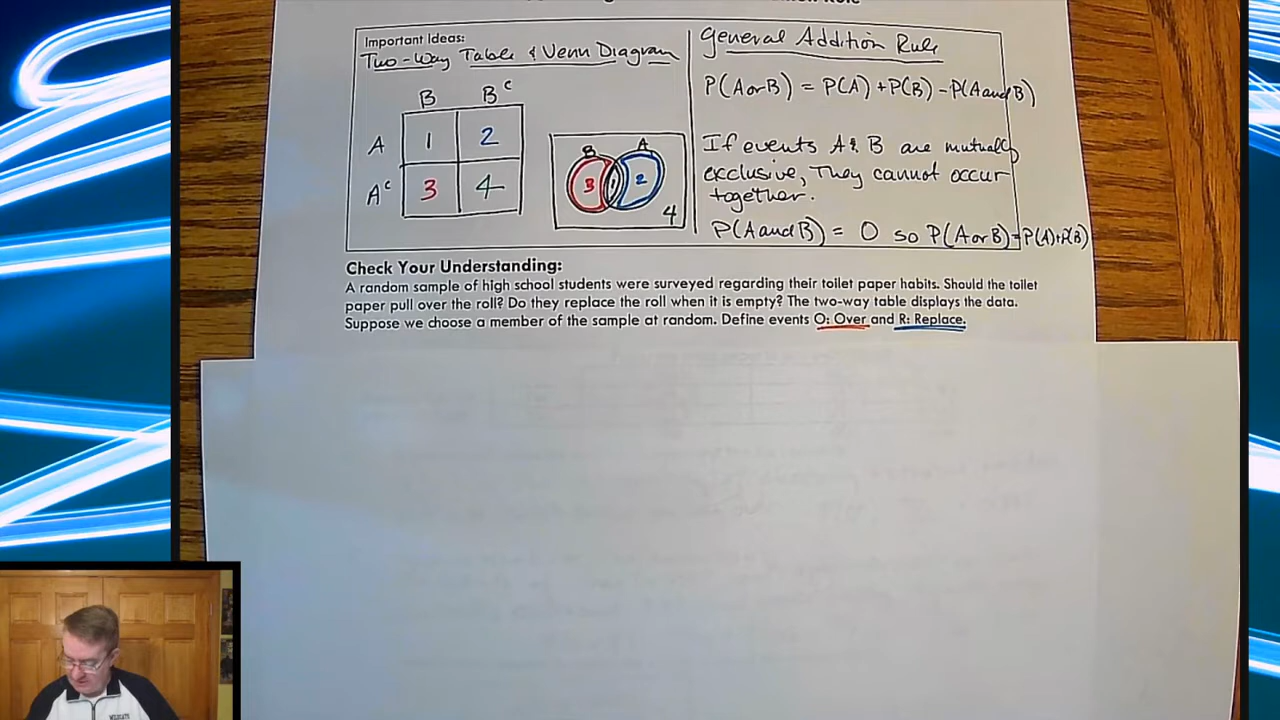 Rule
Important Ideas:
Two-Way Table & Venn Diagram
B Bᶜ
A 1 2
Aᶜ 3 4
B A
3 1 2
4
General Addition Rule
P(A or B) = P(A) + P(B) - P(A and B)
If events A & B are mutually
exclusive, They cannot occur
together.
P(A and B) = 0 so P(A or B) = P(A)+P(B)
Check Your Understanding:
A random sample of high school students were surveyed regarding their toilet paper habits. Should the toilet
paper pull over the roll? Do they replace the roll when it is empty? The two-way table displays the data.
Suppose we choose a member of the sample at random. Define events O: Over and R: Replace.
WILDCATS